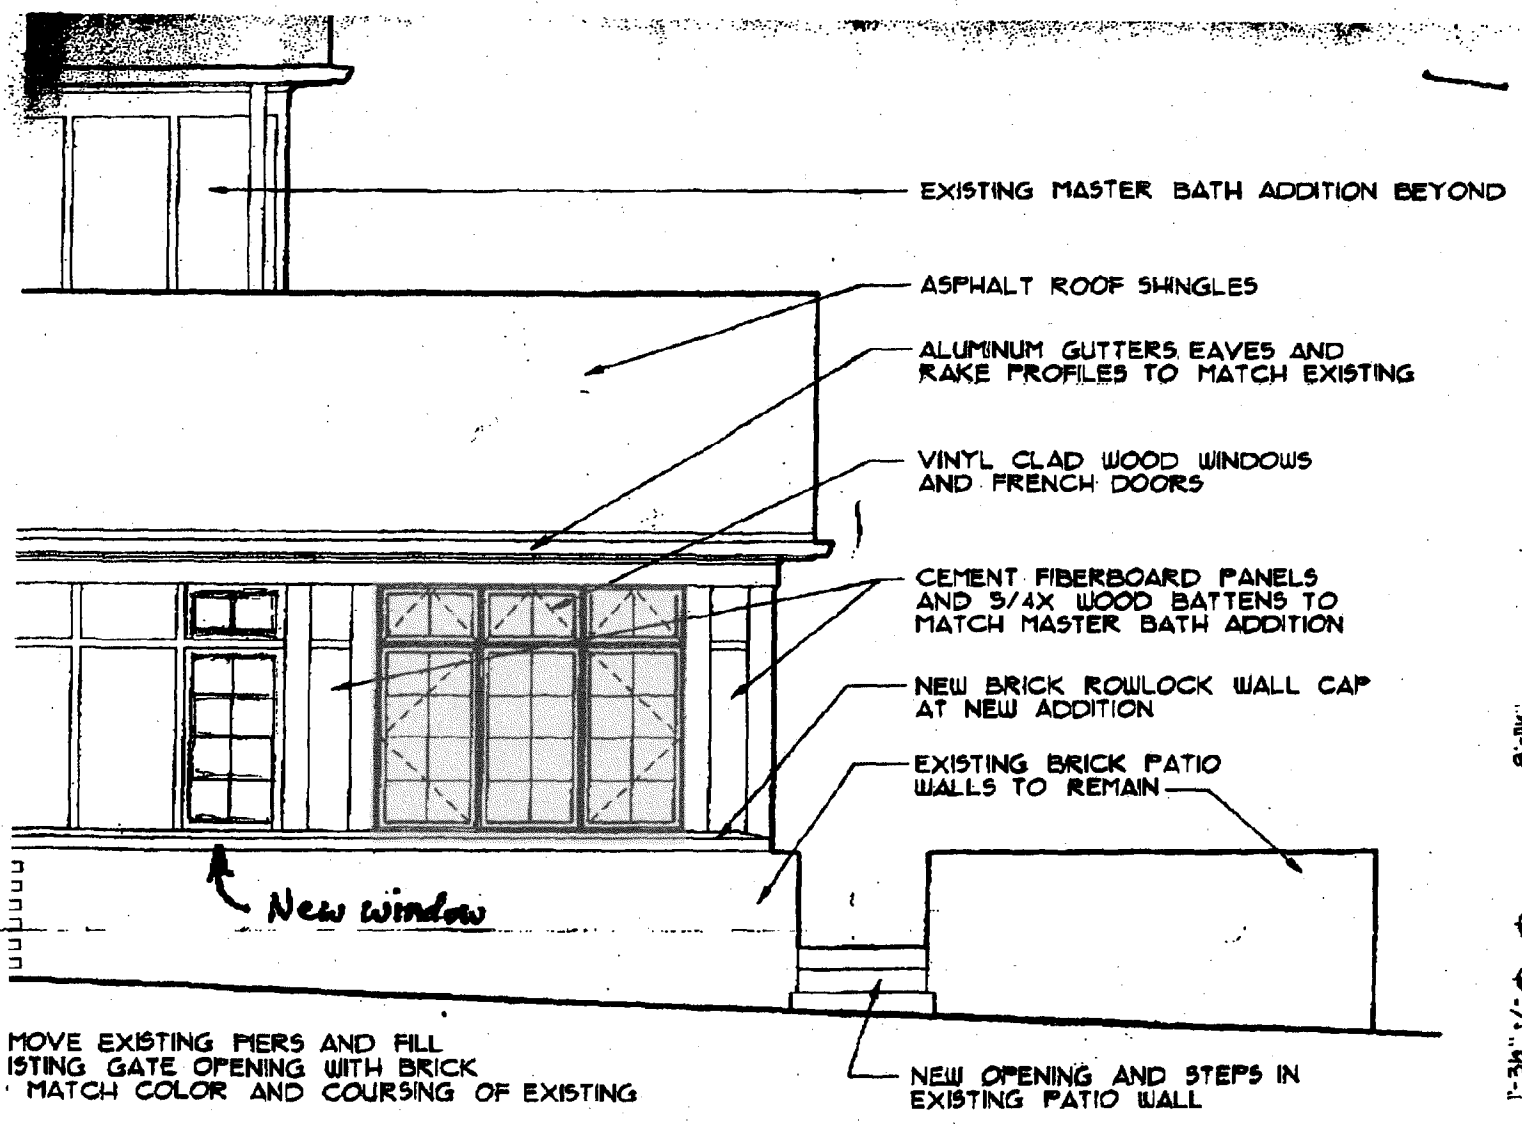 EXISTING MASTER BATH ADDITION BEYOND
ASPHALT ROOF SHINGLES
ALUMINUM GUTTERS, EAVES AND
RAKE PROFILES TO MATCH EXISTING
VINYL CLAD WOOD WINDOWS
AND FRENCH DOORS
CEMENT FIBERBOARD PANELS
AND 5/4X WOOD BATTENS TO
MATCH MASTER BATH ADDITION
NEW BRICK ROWLOCK WALL CAP
AT NEW ADDITION
EXISTING BRICK PATIO
WALLS TO REMAIN
New window
MOVE EXISTING PIERS AND FILL
ISTING GATE OPENING WITH BRICK
MATCH COLOR AND COURSING OF EXISTING
NEW OPENING AND STEPS IN
EXISTING PATIO WALL